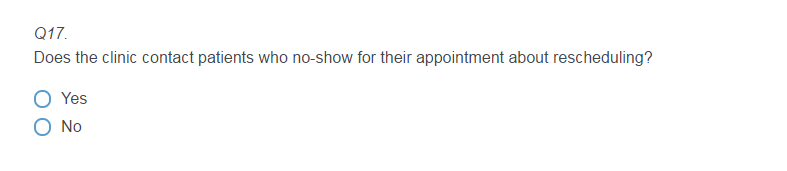 Q17.
Does the clinic contact patients who no-show for their appointment about rescheduling?
Yes
No